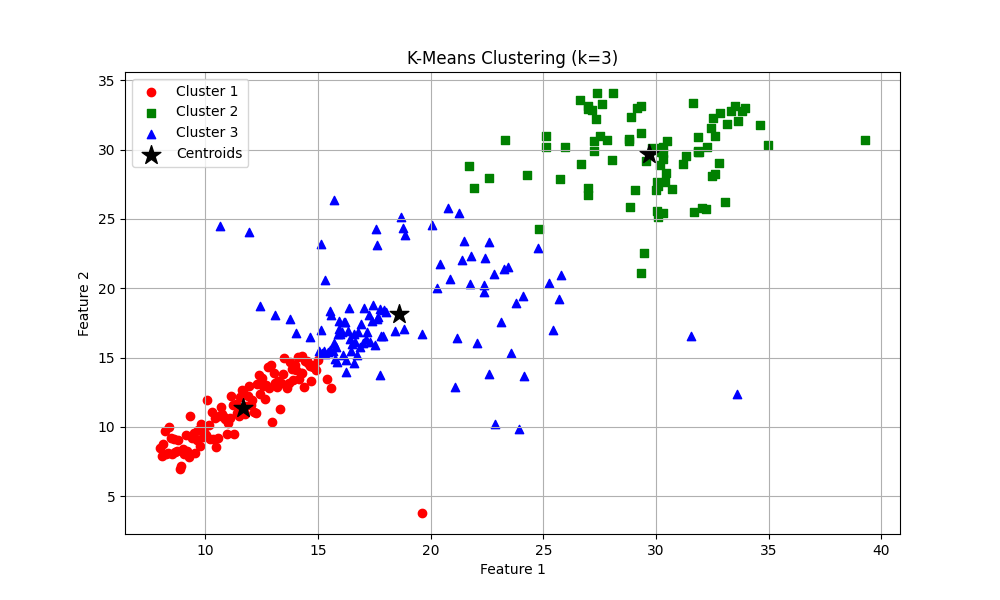 K-Means Clustering (k=3)
Cluster 1
Cluster 2
Cluster 3
Centroids
35
30
25
20
15
10
5
Feature 2
10 15 20 25 30 35 40
Feature 1